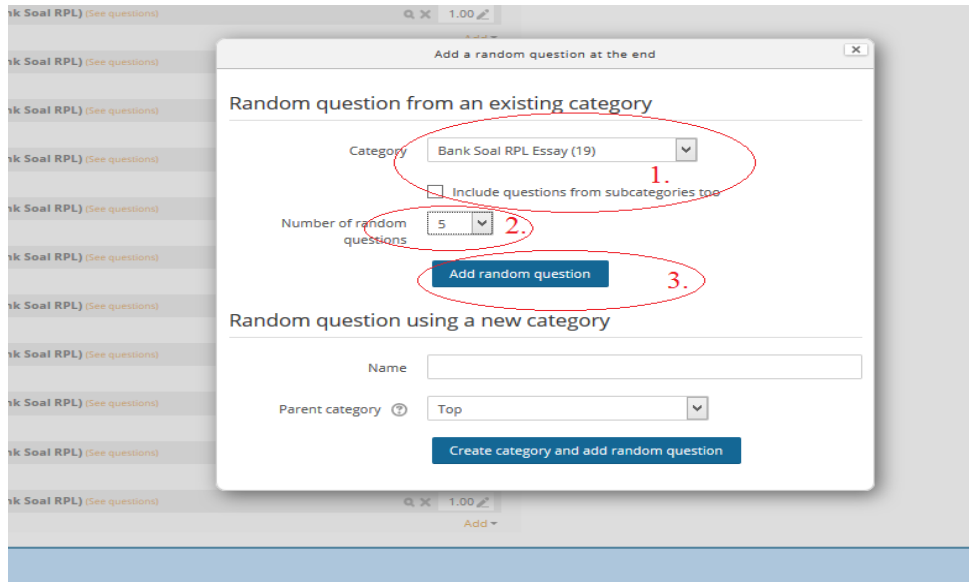 nk Soal RPL) (See questions) 1.00
Add
Add a random question at the end
nk Soal RPL) (See questions)
Random question from an existing category
nk Soal RPL) (See questions)
Category Bank Soal RPL Essay (19)
nk Soal RPL) (See questions)
1.
Include questions from subcategories too
nk Soal RPL) (See questions)
Number of random questions 5 2.
nk Soal RPL) (See questions)
Add random question 3.
nk Soal RPL) (See questions)
Random question using a new category
nk Soal RPL) (See questions)
Name
nk Soal RPL) (See questions)
Parent category ? Top
nk Soal RPL) (See questions)
Create category and add random question
nk Soal RPL) (See questions) 1.00
Add